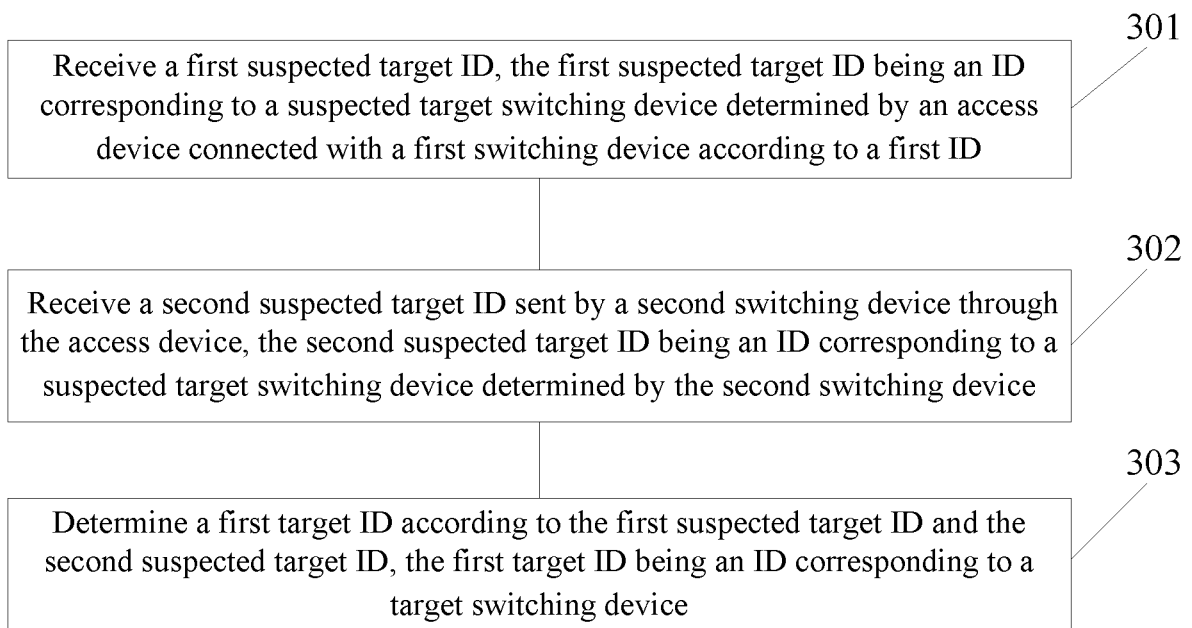 301
Receive a first suspected target ID, the first suspected target ID being an ID
corresponding to a suspected target switching device determined by an access
device connected with a first switching device according to a first ID
302
Receive a second suspected target ID sent by a second switching device through
the access device, the second suspected target ID being an ID corresponding to a
suspected target switching device determined by the second switching device
303
Determine a first target ID according to the first suspected target ID and the
second suspected target ID, the first target ID being an ID corresponding to a
target switching device